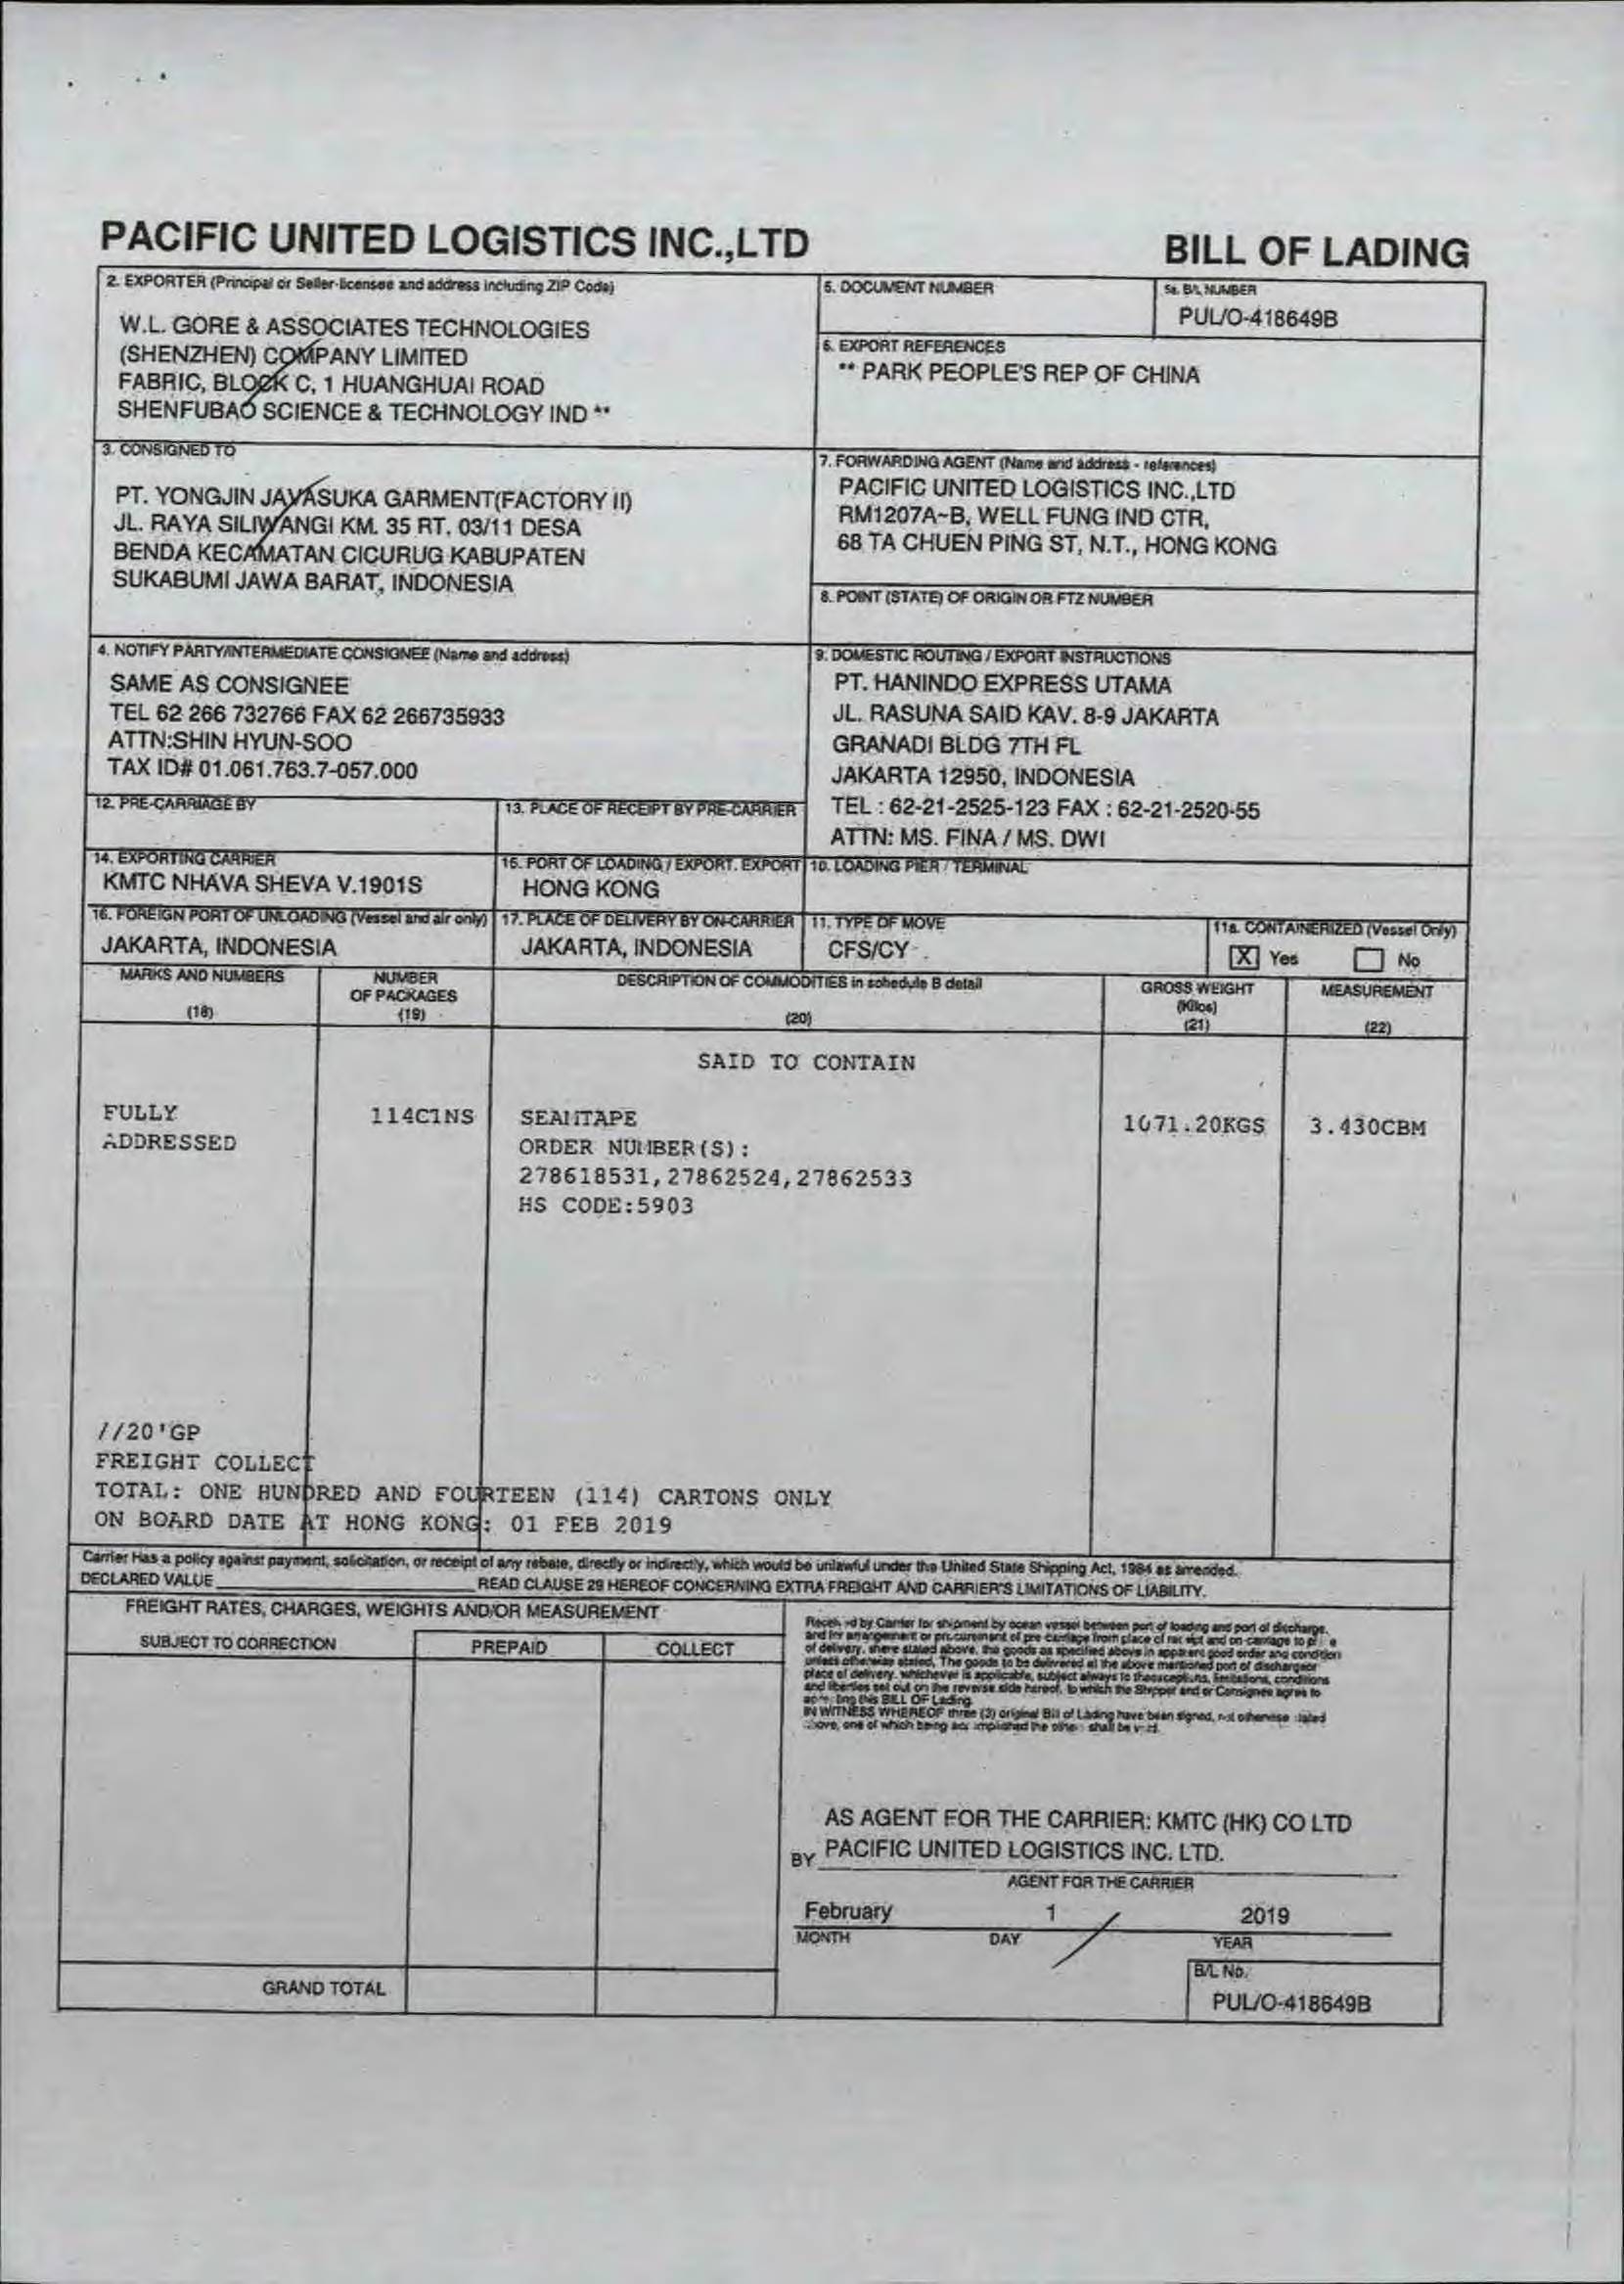 PACIFIC UNITED LOGISTICS INC.,LTD
BILL OF LADING
2. EXPORTER (Principal or Seller-licensee and address including ZIP Code)
W.L. GORE & ASSOCIATES TECHNOLOGIES
(SHENZHEN) COMPANY LIMITED
FABRIC, BLOCK C, 1 HUANGHUAI ROAD
SHENFUBAO SCIENCE & TECHNOLOGY IND **
5. DOCUMENT NUMBER
5a. B/L NUMBER
PUL/O-418649B
6. EXPORT REFERENCES
** PARK PEOPLE'S REP OF CHINA
3. CONSIGNED TO
PT. YONGJIN JAVASUKA GARMENT(FACTORY II)
JL. RAYA SILIWANGI KM. 35 RT. 03/11 DESA
BENDA KECAMATAN CICURUG KABUPATEN
SUKABUMI JAWA BARAT, INDONESIA
7. FORWARDING AGENT (Name and address - references)
PACIFIC UNITED LOGISTICS INC.,LTD
RM1207A~B, WELL FUNG IND CTR,
68 TA CHUEN PING ST, N.T., HONG KONG
8. POINT (STATE) OF ORIGIN OR FTZ NUMBER
4. NOTIFY PARTY/INTERMEDIATE CONSIGNEE (Name and address)
SAME AS CONSIGNEE
TEL 62 266 732766 FAX 62 266735933
ATTN:SHIN HYUN-SOO
TAX ID# 01.061.763.7-057.000
9. DOMESTIC ROUTING / EXPORT INSTRUCTIONS
PT. HANINDO EXPRESS UTAMA
JL. RASUNA SAID KAV. 8-9 JAKARTA
GRANADI BLDG 7TH FL
JAKARTA 12950, INDONESIA
TEL : 62-21-2525-123 FAX : 62-21-2520-55
ATTN: MS. FINA / MS. DWI
12. PRE-CARRIAGE BY
13. PLACE OF RECEIPT BY PRE-CARRIER
14. EXPORTING CARRIER
KMTC NHAVA SHEVA V.1901S
15. PORT OF LOADING / EXPORT. EXPORT
HONG KONG
10. LOADING PIER / TERMINAL
16. FOREIGN PORT OF UNLOADING (Vessel and air only)
JAKARTA, INDONESIA
17. PLACE OF DELIVERY BY ON-CARRIER
JAKARTA, INDONESIA
11. TYPE OF MOVE
CFS/CY
11a. CONTAINERIZED (Vessel Only)
X Yes No
MARKS AND NUMBERS
(18)
NUMBER
OF PACKAGES
(19)
DESCRIPTION OF COMMODITIES in schedule B detail
(20)
GROSS WEIGHT
(Kilos)
(21)
MEASUREMENT
(22)
SAID TO CONTAIN
FULLY
ADDRESSED
114CTNS
SEAMTAPE
ORDER NUMBER(S):
278618531,27862524,27862533
HS CODE:5903
1071.20KGS
3.430CBM
//20'GP
FREIGHT COLLECT
TOTAL: ONE HUNDRED AND FOURTEEN (114) CARTONS ONLY
ON BOARD DATE AT HONG KONG: 01 FEB 2019
Carrier Has a policy against payment, solicitation, or receipt of any rebate, directly or indirectly, which would be unlawful under the United State Shipping Act, 1984 as amended.
DECLARED VALUE READ CLAUSE 29 HEREOF CONCERNING EXTRA FREIGHT AND CARRIER'S LIMITATIONS OF LIABILITY.
FREIGHT RATES, CHARGES, WEIGHTS AND/OR MEASUREMENT
SUBJECT TO CORRECTION
PREPAID
COLLECT
GRAND TOTAL
Received by Carrier for shipment by ocean vessel between port of loading and port of discharge,
and for arrangement or procurement of pre-carriage from place of receipt and on-carriage to
of delivery, where stated above, the goods as specified above in apparent good order and condition
unless otherwise stated. The goods to be delivered at the above mentioned port of discharge or
place of delivery, whichever is applicable, subject always to the exceptions, limitations, conditions
and liberties set out on the reverse side hereof, to which the Shipper and or Consignee agree to
this BILL OF Lading
IN WITNESS WHEREOF three (3) original Bill of Lading have been signed, not otherwise stated
above, one of which being accomplished the others shall be void.
AS AGENT FOR THE CARRIER: KMTC (HK) CO LTD
BY PACIFIC UNITED LOGISTICS INC. LTD.
AGENT FOR THE CARRIER
February 1 2019
MONTH DAY YEAR
B/L No.
PUL/O-418649B